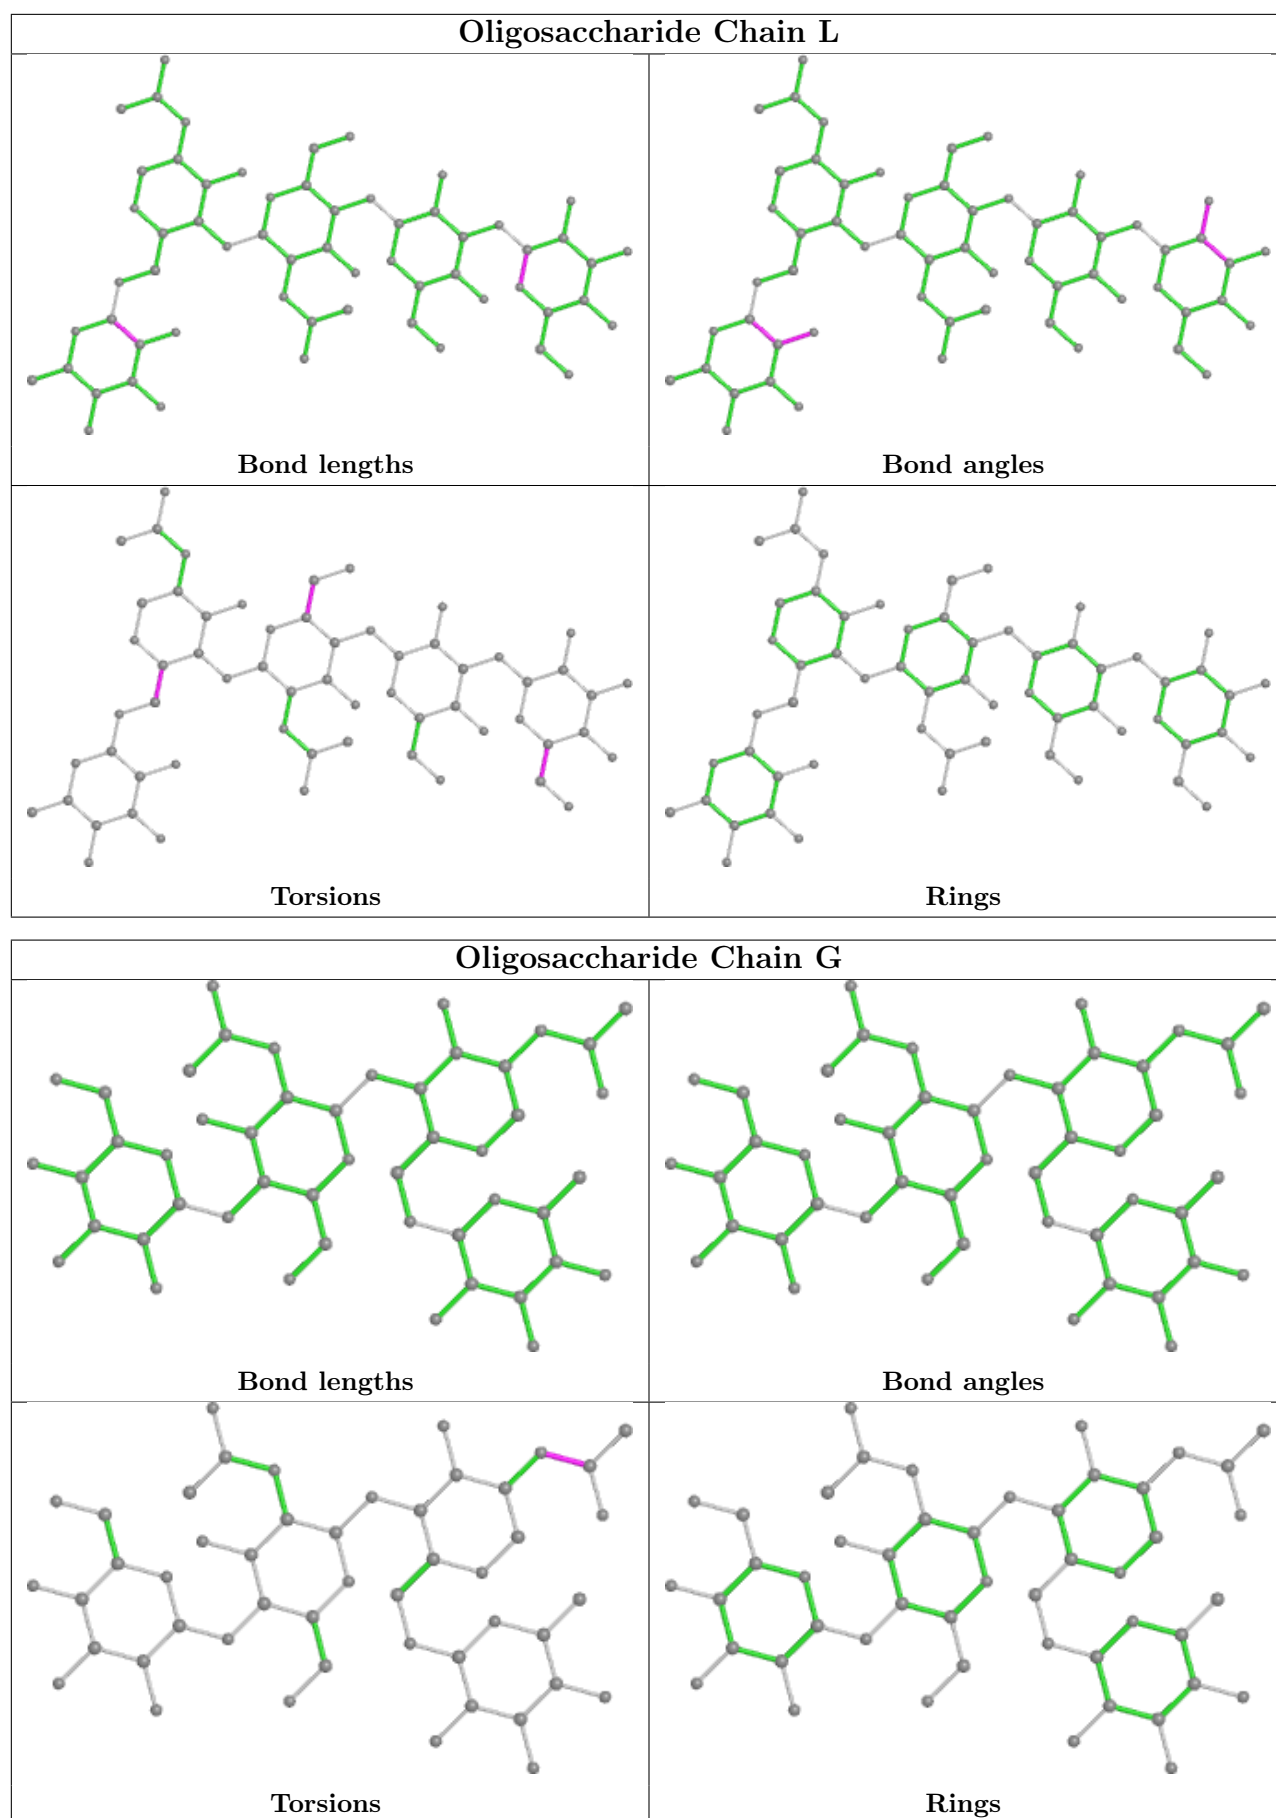 Oligosaccharide Chain L
Bond lengths
Bond angles
Torsions
Rings
Oligosaccharide Chain G
Bond lengths
Bond angles
Torsions
Rings